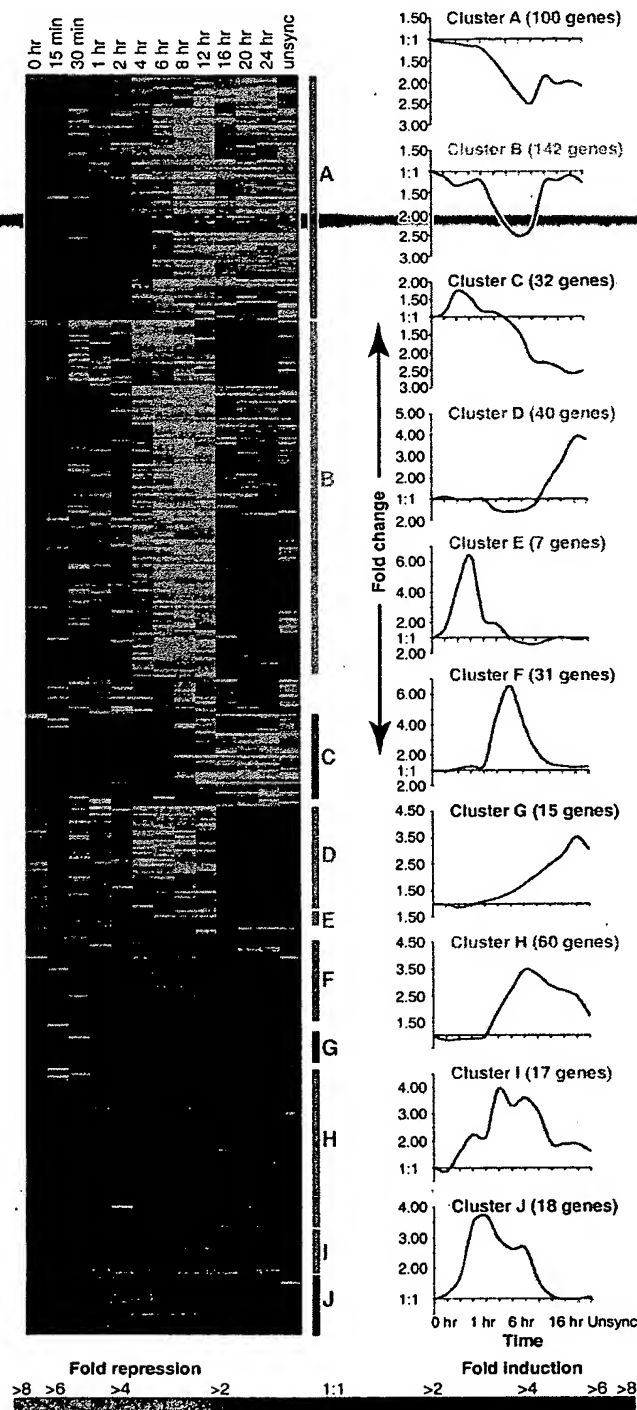 0 hr
15 min
30 min
1 hr
2 hr
4 hr
6 hr
8 hr
12 hr
16 hr
20 hr
24 hr
unsync
A
B
C
D
E
F
G
H
I
J
Fold change
Cluster A (100 genes)
1.50
1:1
1.50
2.00
2.50
3.00
Cluster B (142 genes)
1.50
1:1
1.50
2.00
2.50
3.00
Cluster C (32 genes)
2.00
1.50
1:1
1.50
2.00
2.50
3.00
Cluster D (40 genes)
5.00
4.00
3.00
2.00
1:1
2.00
Cluster E (7 genes)
6.00
4.00
2.00
1:1
2.00
Cluster F (31 genes)
6.00
4.00
2.00
1:1
2.00
Cluster G (15 genes)
4.50
3.50
2.50
1.50
1.50
Cluster H (60 genes)
4.50
3.50
2.50
1.50
Cluster I (17 genes)
4.00
3.00
2.00
1:1
Cluster J (18 genes)
4.00
3.00
2.00
1:1
0 hr 1 hr 6 hr 16 hr Unsync
Time
Fold repression Fold induction
>8 >6 >4 >2 1:1 >2 >4 >6 >8